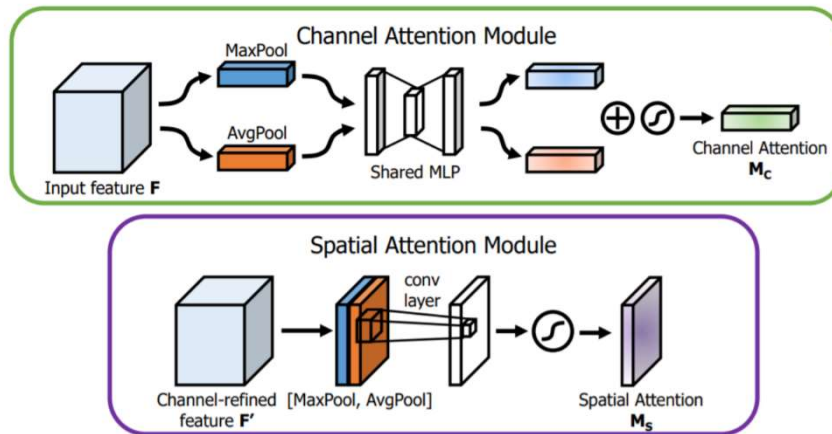 Channel Attention Module
MaxPool
AvgPool
Input feature F
Shared MLP
Channel Attention
Mc
Spatial Attention Module
conv
layer
Channel-refined
feature F'
[MaxPool, AvgPool]
Spatial Attention
Ms